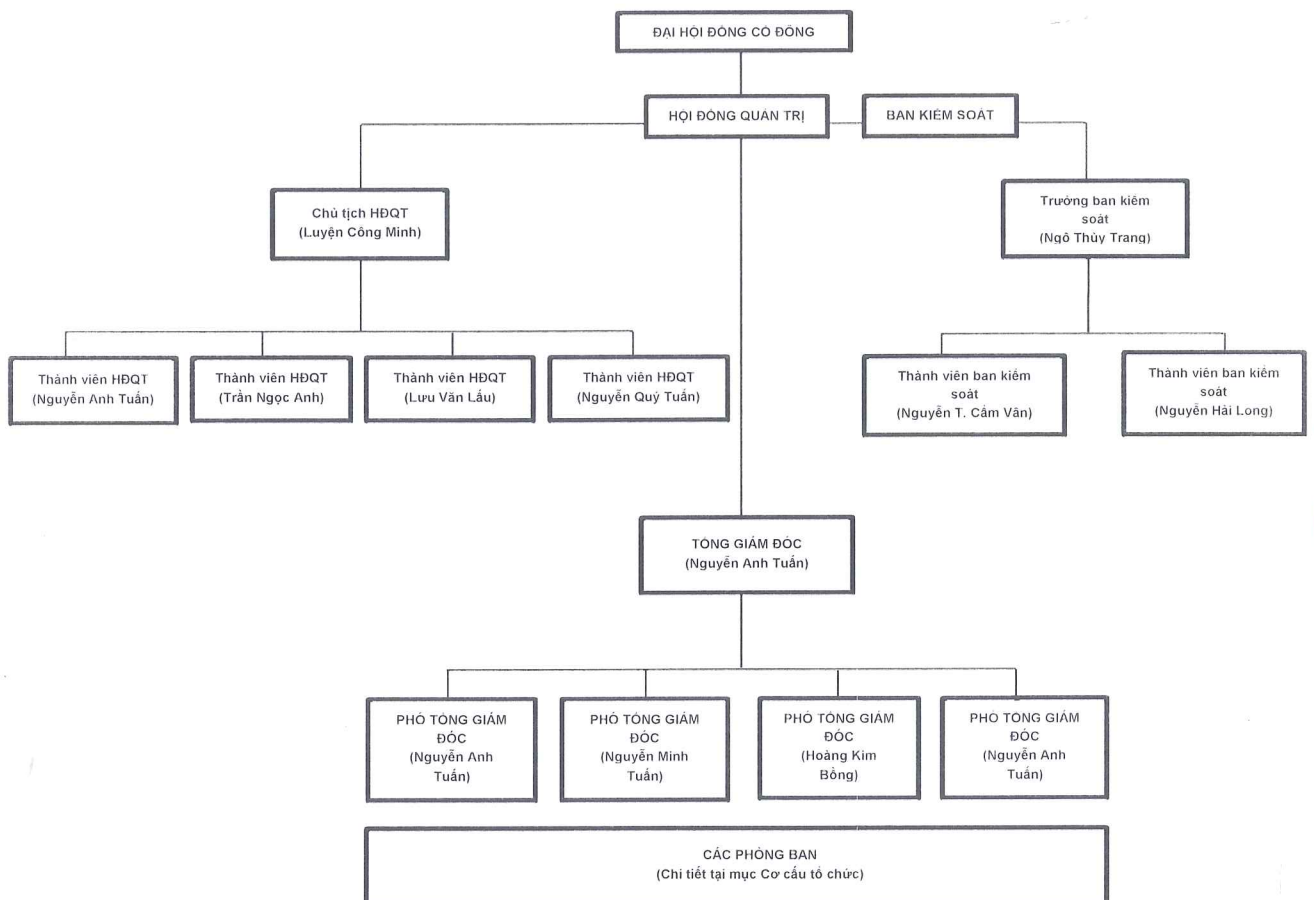 ĐẠI HỘI ĐỒNG CỔ ĐÔNG
HỘI ĐỒNG QUẢN TRỊ
BAN KIỂM SOÁT
Chủ tịch HĐQT
(Luyện Công Minh)
Trưởng ban kiểm
soát
(Ngô Thùy Trang)
Thành viên HĐQT
(Nguyễn Anh Tuấn)
Thành viên HĐQT
(Trần Ngọc Anh)
Thành viên HĐQT
(Lưu Văn Lấu)
Thành viên HĐQT
(Nguyễn Quý Tuấn)
Thành viên ban kiểm
soát
(Nguyễn T. Cẩm Vân)
Thành viên ban kiểm
soát
(Nguyễn Hải Long)
TỔNG GIÁM ĐỐC
(Nguyễn Anh Tuấn)
PHÓ TỔNG GIÁM
ĐỐC
(Nguyễn Anh
Tuấn)
PHÓ TỔNG GIÁM
ĐỐC
(Nguyễn Minh
Tuấn)
PHÓ TỔNG GIÁM
ĐỐC
(Hoàng Kim
Bồng)
PHÓ TỔNG GIÁM
ĐỐC
(Nguyễn Anh
Tuấn)
CÁC PHÒNG BAN
(Chi tiết tại mục Cơ cấu tổ chức)